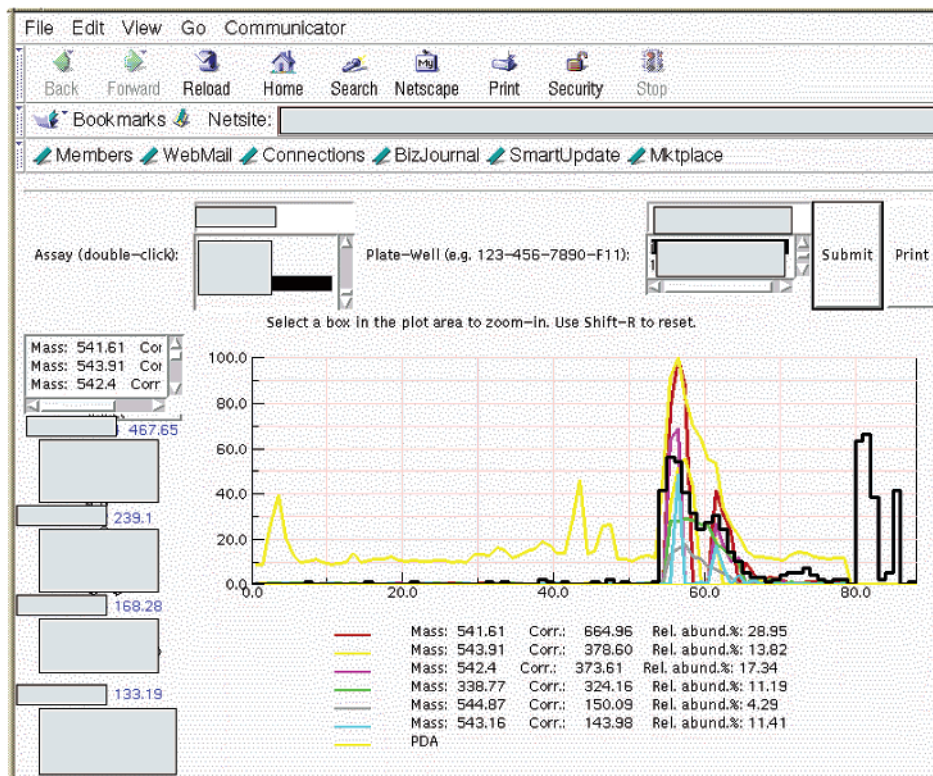 File Edit View Go Communicator
Back Forward Reload Home Search Netscape Print Security Stop
My
Bookmarks Netsite:
Members WebMail Connections BizJournal SmartUpdate Mktplace
Assay (double-click):
Plate-Well (e.g. 123-456-7890-F11):
Submit
Print
Select a box in the plot area to zoom-in. Use Shift-R to reset.
Mass: 541.61 Cor
Mass: 543.91 Cor
Mass: 542.4 Corr
467.65
239.1
168.28
133.19
100.0
80.0
60.0
40.0
20.0
0.0
0.0 20.0 40.0 60.0 80.0
Mass: 541.61 Corr.: 664.96 Rel. abund.%: 28.95
Mass: 543.91 Corr.: 378.60 Rel. abund.%: 13.82
Mass: 542.4 Corr.: 373.61 Rel. abund.%: 17.34
Mass: 338.77 Corr.: 324.16 Rel. abund.%: 11.19
Mass: 544.87 Corr.: 150.09 Rel. abund.%: 4.29
Mass: 543.16 Corr.: 143.98 Rel. abund.%: 11.41
PDA